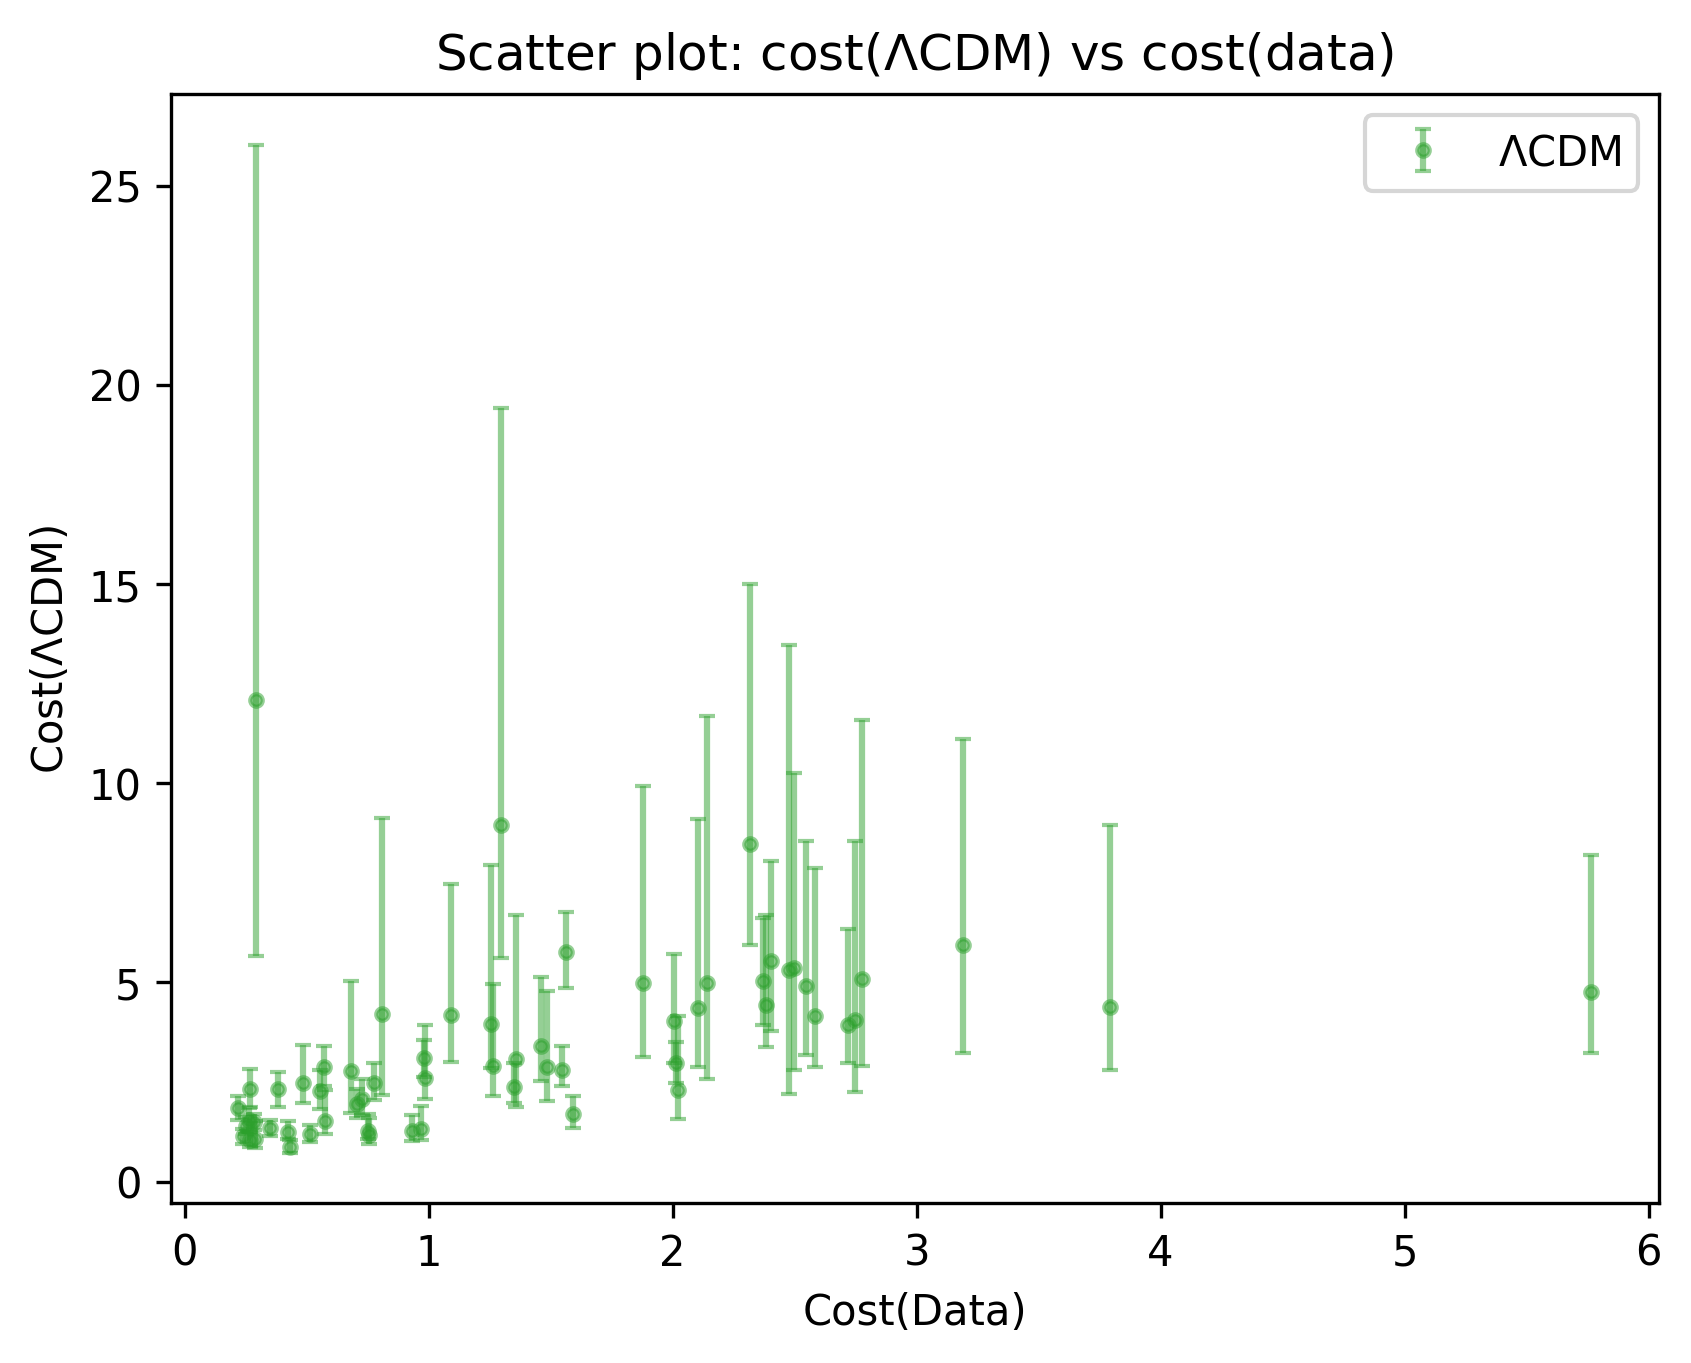 Scatter plot: cost(ΛCDM) vs cost(data)
ΛCDM
Cost(ΛCDM)
25
20
15
10
5
0
0 1 2 3 4 5 6
Cost(Data)